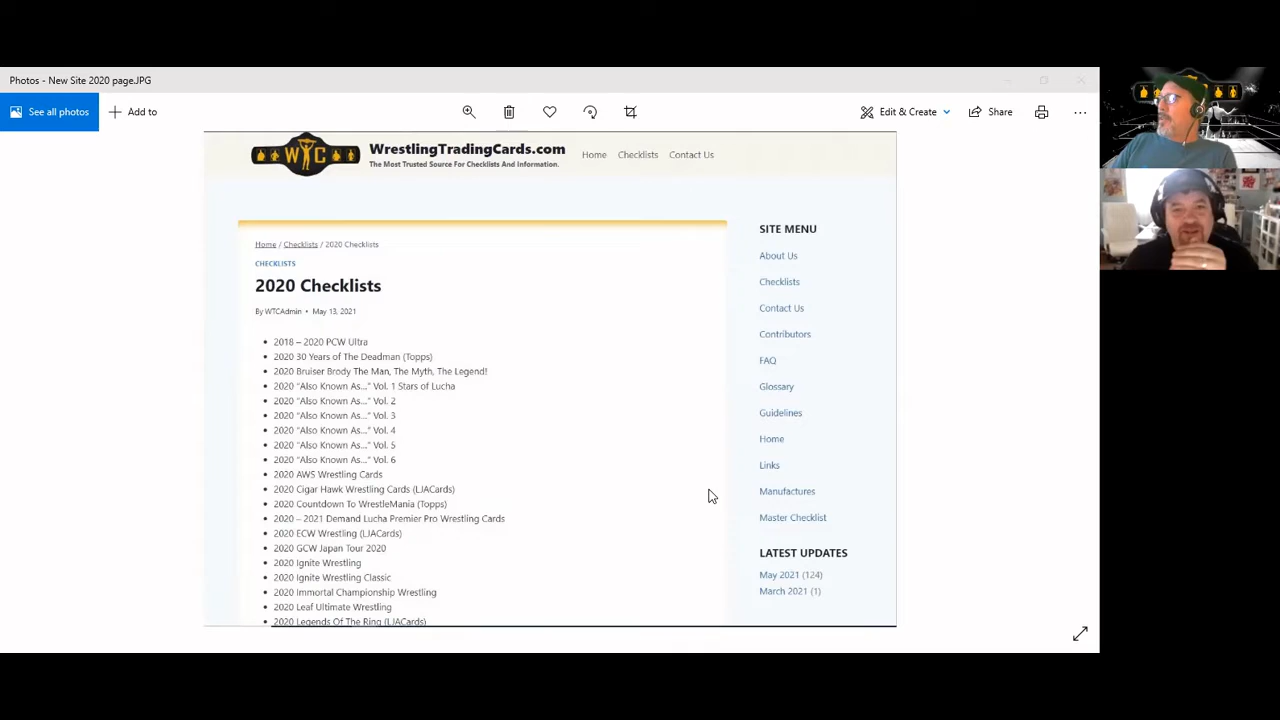 Photos - New Site 2020 page.JPG
See all photos
Add to
Edit & Create
Share
WTC
WrestlingTradingCards.com
The Most Trusted Source For Checklists And Information.
Home
Checklists
Contact Us
Home / Checklists / 2020 Checklists
CHECKLISTS
2020 Checklists
By WTCAdmin • May 13, 2021
• 2018 – 2020 PCW Ultra
• 2020 30 Years of The Deadman (Topps)
• 2020 Bruiser Brody The Man, The Myth, The Legend!
• 2020 “Also Known As...” Vol. 1 Stars of Lucha
• 2020 “Also Known As...” Vol. 2
• 2020 “Also Known As...” Vol. 3
• 2020 “Also Known As...” Vol. 4
• 2020 “Also Known As...” Vol. 5
• 2020 “Also Known As...” Vol. 6
• 2020 AWS Wrestling Cards
• 2020 Cigar Hawk Wrestling Cards (LJACards)
• 2020 Countdown To WrestleMania (Topps)
• 2020 – 2021 Demand Lucha Premier Pro Wrestling Cards
• 2020 ECW Wrestling (LJACards)
• 2020 GCW Japan Tour 2020
• 2020 Ignite Wrestling
• 2020 Ignite Wrestling Classic
• 2020 Immortal Championship Wrestling
• 2020 Leaf Ultimate Wrestling
• 2020 Legends Of The Ring (LJACards)
SITE MENU
About Us
Checklists
Contact Us
Contributors
FAQ
Glossary
Guidelines
Home
Links
Manufactures
Master Checklist
LATEST UPDATES
May 2021 (124)
March 2021 (1)